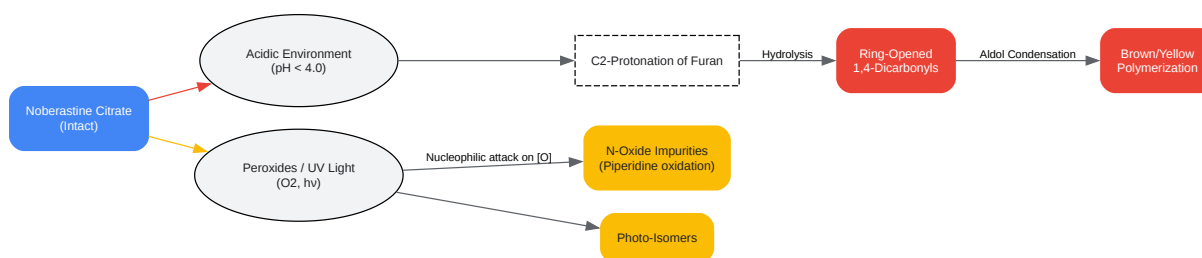 Noberastine Citrate
(Intact)
Acidic Environment
(pH < 4.0)
C2-Protonation of Furan
Hydrolysis
Ring-Opened
1,4-Dicarbonyls
Aldol Condensation
Brown/Yellow
Polymerization
Peroxides / UV Light
(O2, hν)
Nucleophilic attack on [O]
N-Oxide Impurities
(Piperidine oxidation)
Photo-Isomers